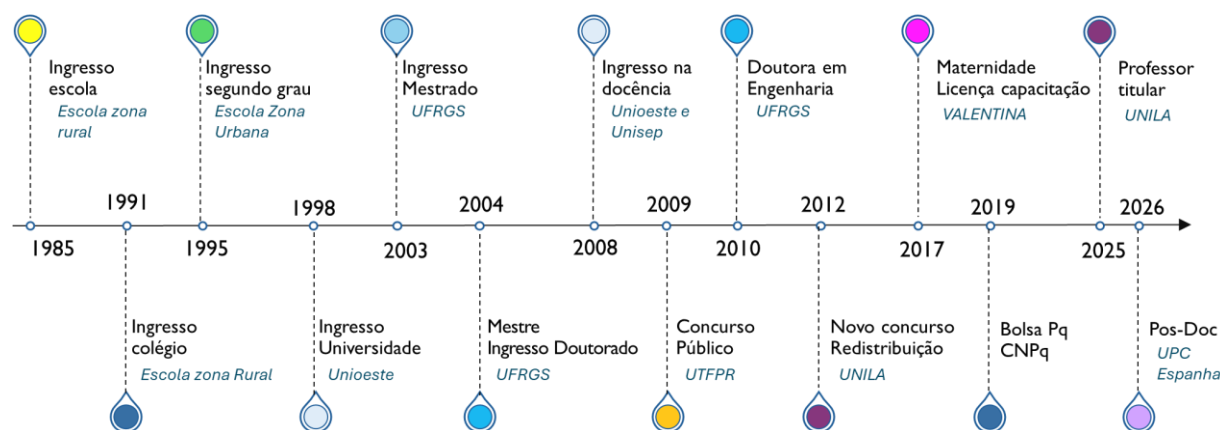 Ingresso
escola
Escola zona
rural
Ingresso
segundo grau
Escola Zona
Urbana
Ingresso
Mestrado
UFRGS
Ingresso na
docência
Unioeste e
Unisep
Doutora em
Engenharia
UFRGS
Maternidade
Licença capacitação
VALENTINA
Professor
titular
UNILA
1991
1998
2004
2009
2012
2019
2026
1985
1995
2003
2008
2010
2017
2025
Ingresso
colégio
Escola zona Rural
Ingresso
Universidade
Unioeste
Mestre
Ingresso Doutorado
UFRGS
Concurso
Público
UTFPR
Novo concurso
Redistribuição
UNILA
Bolsa Pq
CNPq
Pos-Doc
UPC
Espanha